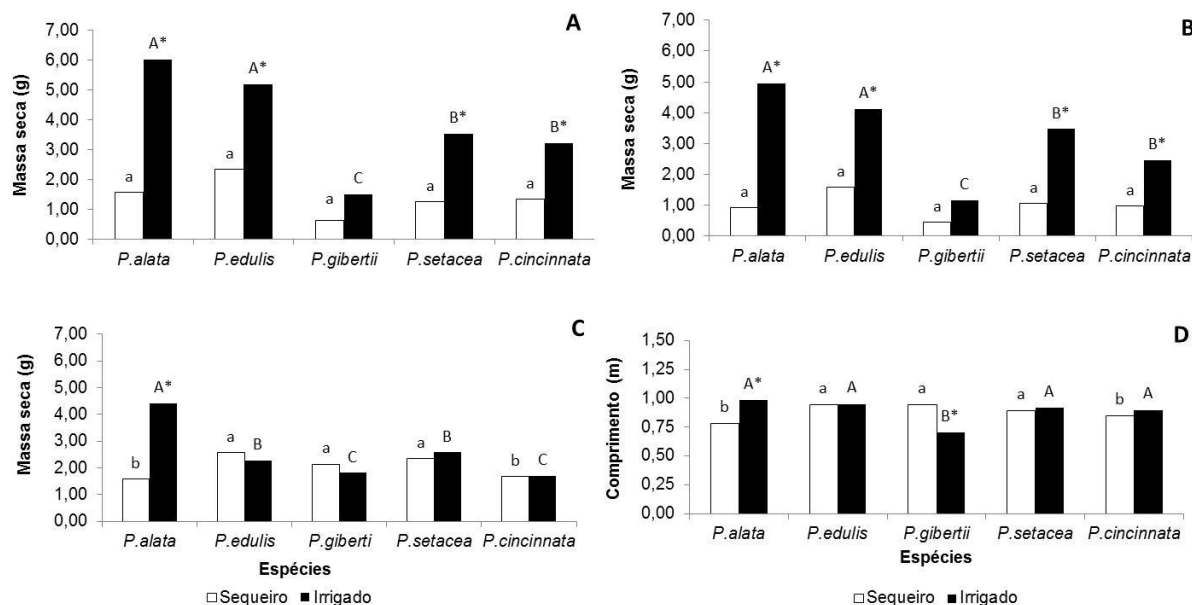 A
Massa seca (g)
7,00
6,00
5,00
4,00
3,00
2,00
1,00
0,00
a A* a A* a C a B* a B*
P.alata P.edulis P.gibertii P.setacea P.cincinnata
B
Massa seca (g)
7,00
6,00
5,00
4,00
3,00
2,00
1,00
0,00
a A* a A* a C a B* a B*
P.alata P.edulis P.gibertii P.setacea P.cincinnata
C
Massa seca (g)
7,00
6,00
5,00
4,00
3,00
2,00
1,00
0,00
b A* a B a C a B b C
P.alata P.edulis P.giberti P.setacea P.cincinnata
Espécies
Sequeiro Irrigado
D
Comprimento (m)
1,50
1,25
1,00
0,75
0,50
0,25
0,00
b A* a A a B* a A b A
P.alata P.edulis P.gibertii P.setacea P.cincinnata
Espécies
Sequeiro Irrigado